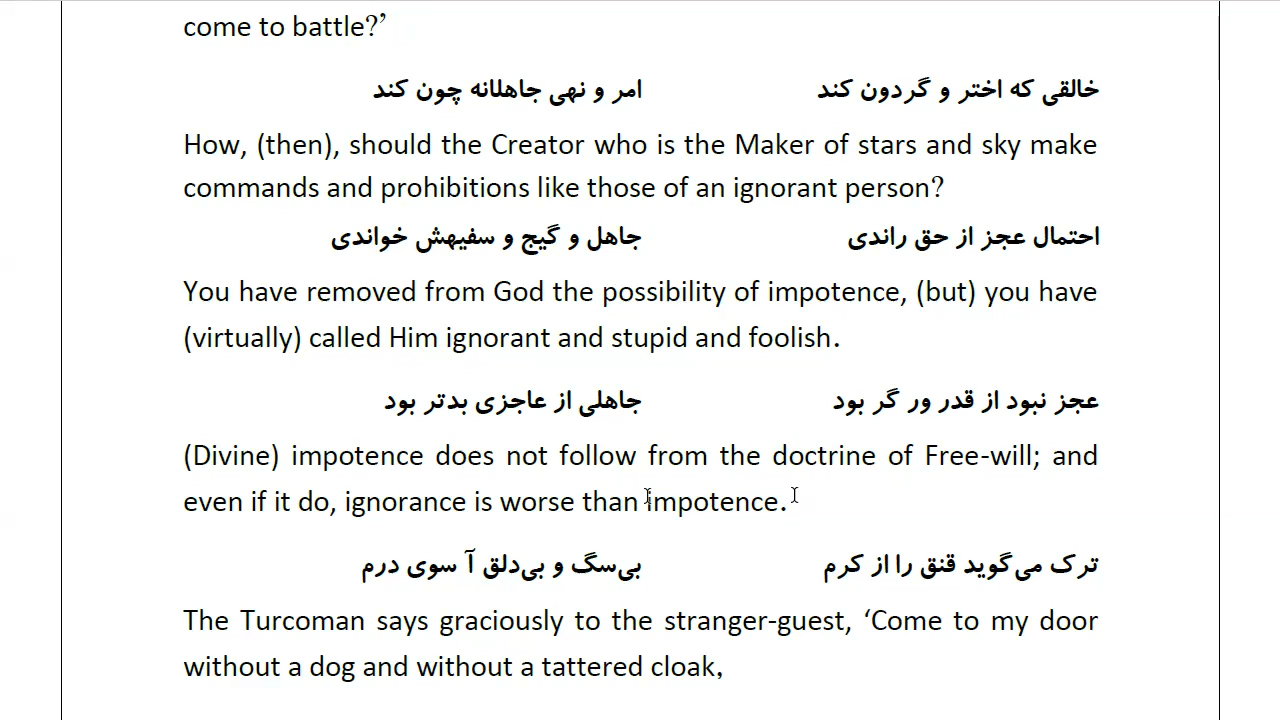 come to battle?’
خالقی که اختر و گردون کند امر و نهی جاهلانه چون کند
How, (then), should the Creator who is the Maker of stars and sky make
commands and prohibitions like those of an ignorant person?
احتمال عجز از حق راندی جاهل و گیج و سفیهش خواندی
You have removed from God the possibility of impotence, (but) you have
(virtually) called Him ignorant and stupid and foolish.
عجز نبود از قدر ور گر بود جاهلی از عاجزی بدتر بود
(Divine) impotence does not follow from the doctrine of Free-will; and
even if it do, ignorance is worse than impotence.
ترک می‌گوید قنق را از کرم بی‌سگ و بی‌دلق آ سوی درم
The Turcoman says graciously to the stranger-guest, ‘Come to my door
without a dog and without a tattered cloak,